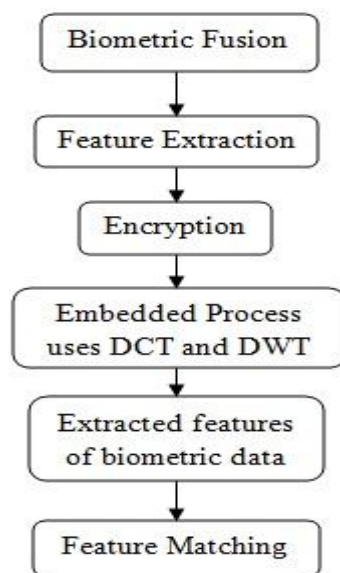 Biometric Fusion
Feature Extraction
Encryption
Embedded Process
uses DCT and DWT
Extracted features
of biometric data
Feature Matching